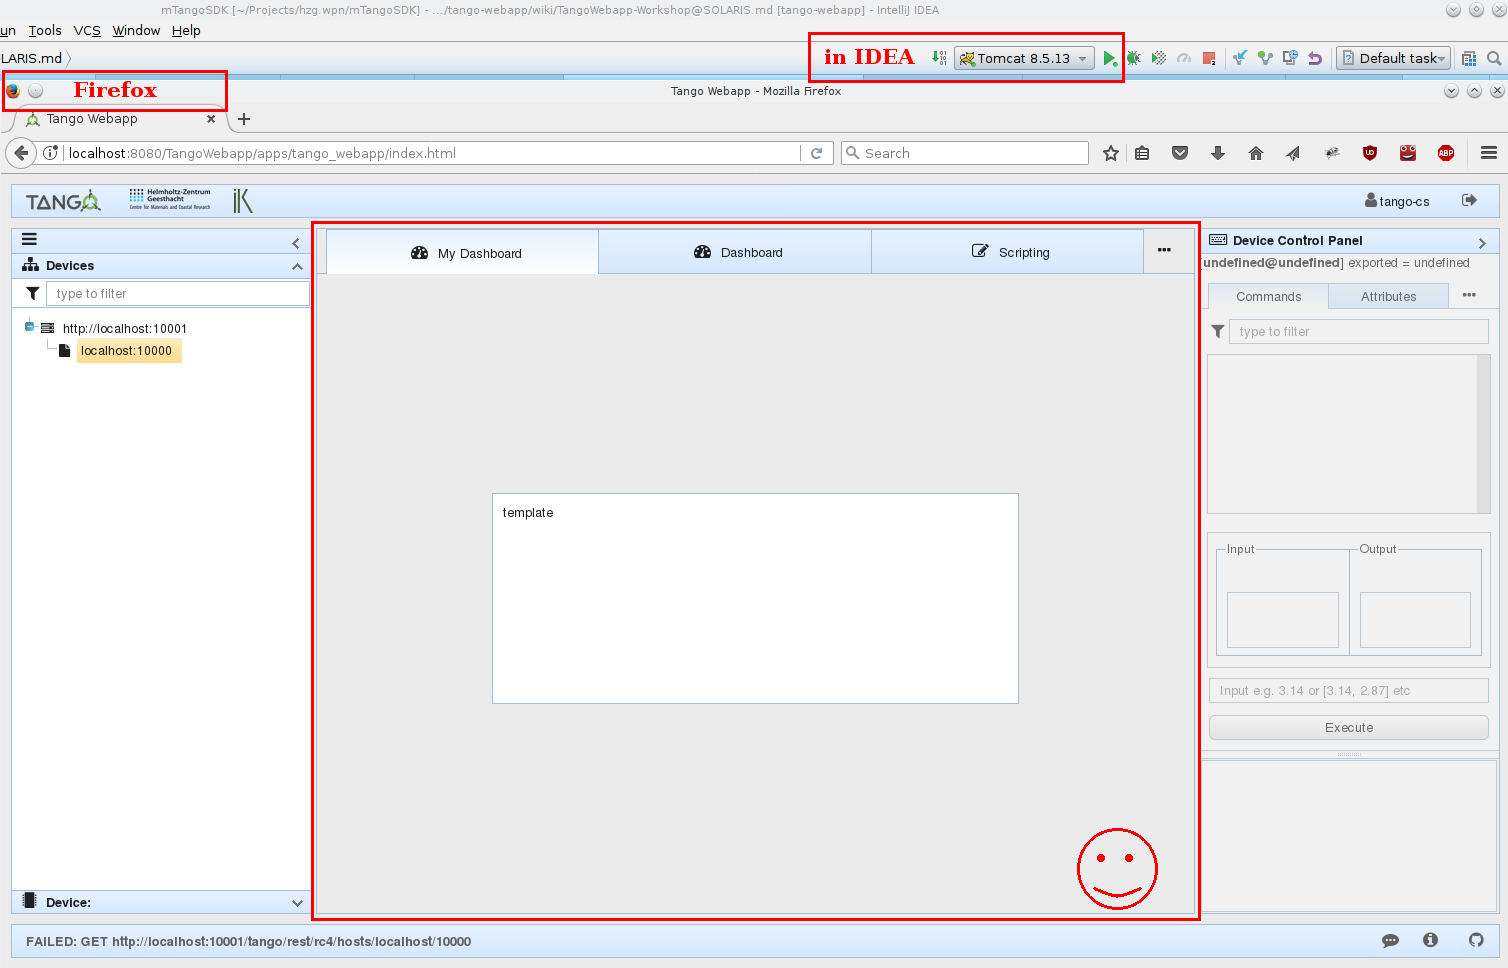 mTangoSDK [~/Projects/hzg.wpn/mTangoSDK] - .../tango-webapp/wiki/TangoWebapp-Workshop@SOLARIS.md [tango-webapp] - IntelliJ IDEA
un Tools VCS Window Help
LARIS.md
in IDEA
Tomcat 8.5.13
Default task
Firefox
Tango Webapp - Mozilla Firefox
Tango Webapp
localhost:8080/TangoWebapp/apps/tango_webapp/index.html
Search
UO
ABP
TANGO
Helmholtz-Zentrum
Geesthacht
Centre for Materials and Coastal Research
iK
tango-cs
Devices
type to filter
http://localhost:10001
localhost:10000
Device:
My Dashboard
Dashboard
Scripting
template
Device Control Panel
[undefined@undefined] exported = undefined
Commands
Attributes
type to filter
Input
Output
Input e.g. 3.14 or [3.14, 2.87] etc
Execute
FAILED: GET http://localhost:10001/tango/rest/rc4/hosts/localhost/10000